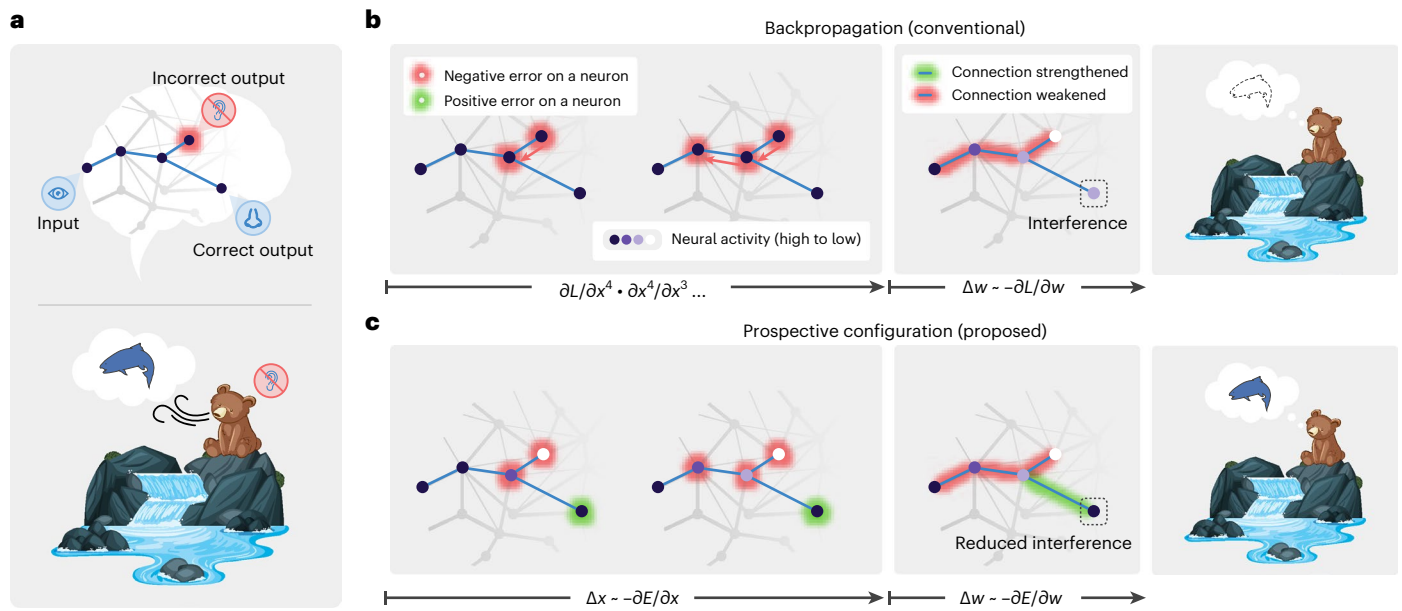 a
Incorrect output
Input
Correct output
b
Backpropagation (conventional)
Negative error on a neuron
Positive error on a neuron
Connection strengthened
Connection weakened
Interference
Neural activity (high to low)
∂L/∂x⁴ • ∂x⁴/∂x³ ...
Δw ~ −∂L/∂w
c
Prospective configuration (proposed)
Reduced interference
Δx ~ −∂E/∂x
Δw ~ −∂E/∂w